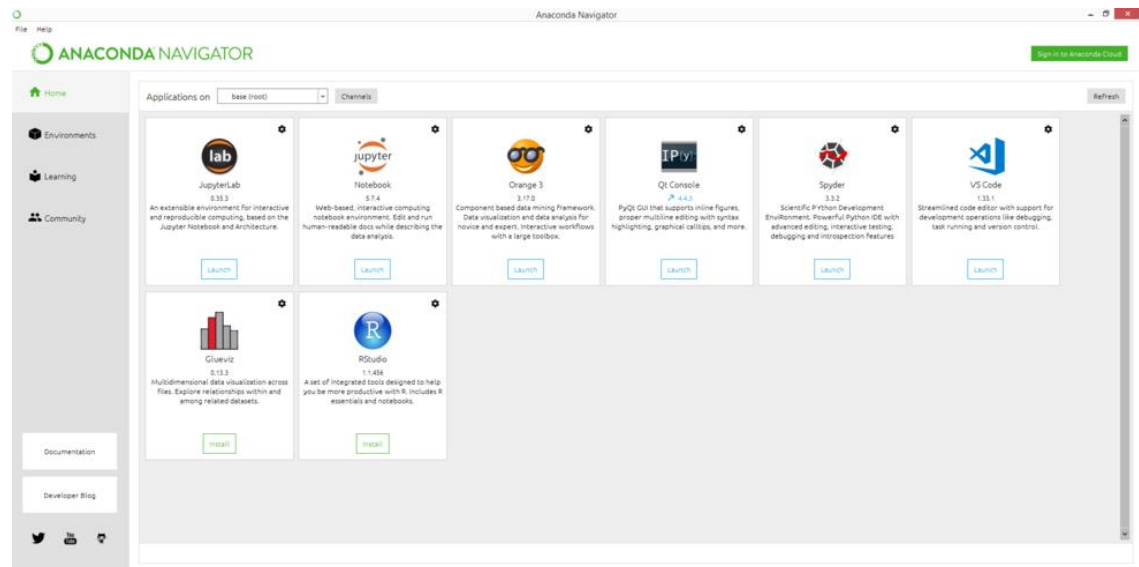 Anaconda Navigator
File Help
ANACONDA NAVIGATOR
Sign in to Anaconda Cloud
Home
Environments
Learning
Community
Documentation
Developer Blog
Applications on base (root) Channels
Refresh
lab
JupyterLab
0.35.3
An extensible environment for interactive
and reproducible computing, based on the
Jupyter Notebook and Architecture.
Launch
jupyter
Notebook
5.7.4
Web-based, interactive computing
notebook environment. Edit and run
human-readable docs while describing the
data analysis.
Launch
Orange 3
3.17.0
Component based data mining framework.
Data visualization and data analysis for
novice and expert. Interactive workflows
with a large toolbox.
Launch
IP[y]:
Qt Console
4.4.3
PyQt GUI that supports inline figures,
proper multiline editing with syntax
highlighting, graphical calltips, and more.
Launch
Spyder
3.3.2
Scientific PYthon Development
EnviRonment. Powerful Python IDE with
advanced editing, interactive testing,
debugging and introspection features
Launch
VS Code
1.33.1
Streamlined code editor with support for
development operations like debugging,
task running and version control.
Launch
Glueviz
0.13.3
Multidimensional data visualization across
files. Explore relationships within and
among related datasets.
Install
R
RStudio
1.1.456
A set of integrated tools designed to help
you be more productive with R. Includes R
essentials and notebooks.
Install
You
Tube